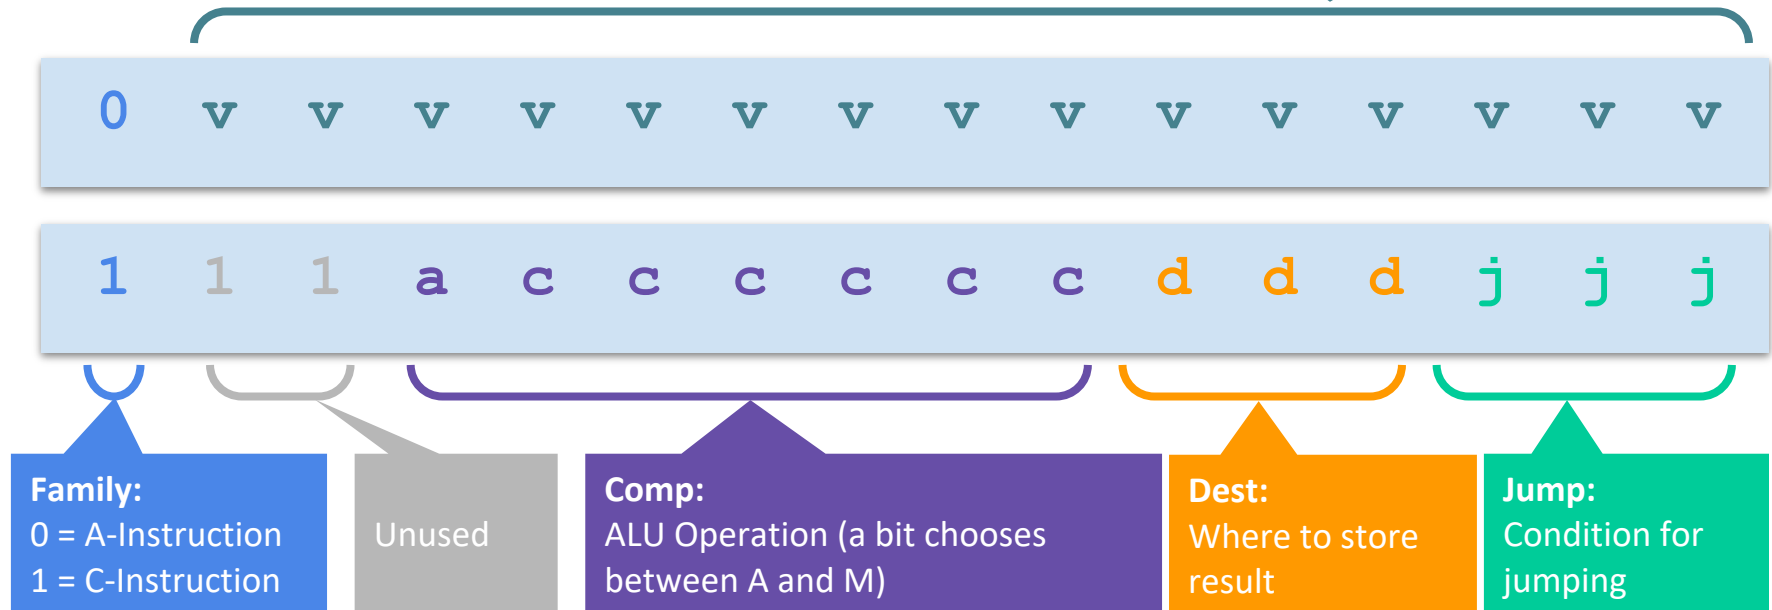 0 v v v v v v v v v v v v v v v
1 1 1 a c c c c c c d d d j j j
Family:
0 = A-Instruction
1 = C-Instruction
Unused
Comp:
ALU Operation (a bit chooses
between A and M)
Dest:
Where to store
result
Jump:
Condition for
jumping